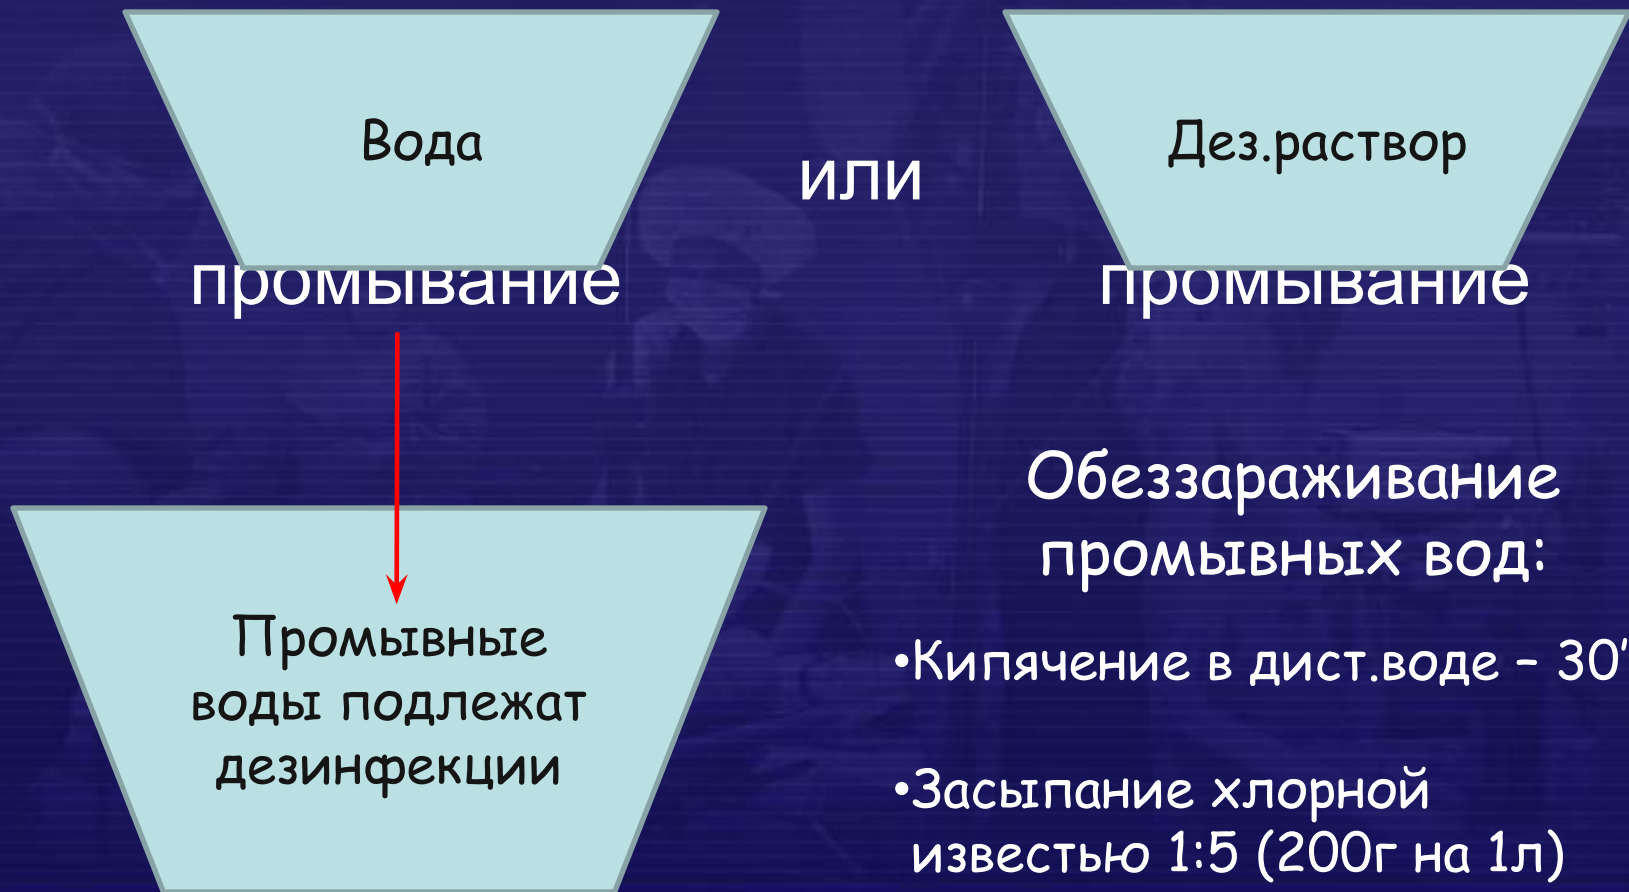 Вода
или
Дез.раствор
промывание
промывание
Промывные
воды подлежат
дезинфекции
Обеззараживание
промывных вод:
•Кипячение в дист.воде – 30'
•Засыпание хлорной
известью 1:5 (200г на 1л)